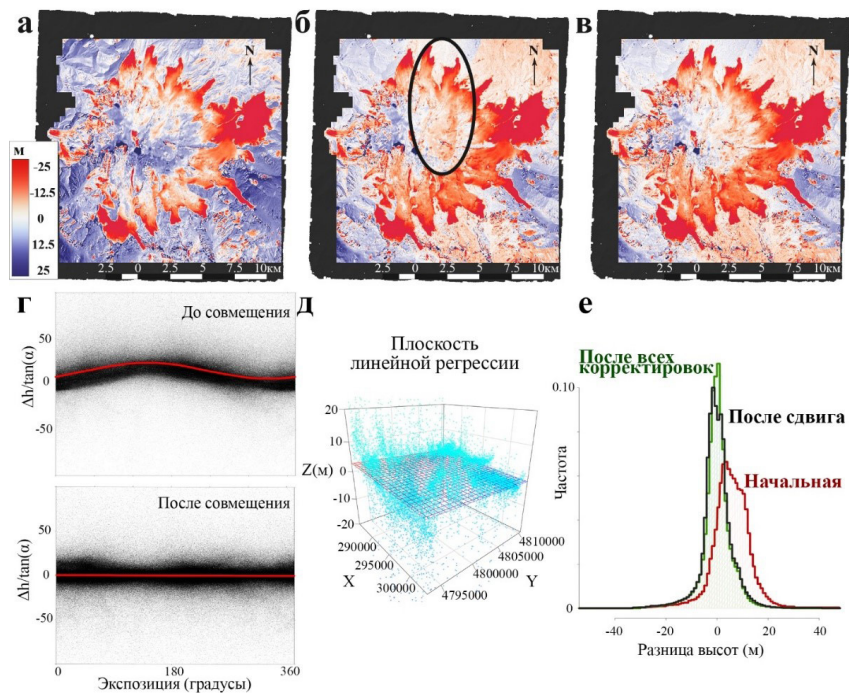 а
N
м
-25
-12.5
0
12.5
25
2.5 0 2.5 5 7.5 10км
б
N
2.5 0 2.5 5 7.5 10км
в
N
2.5 0 2.5 5 7.5 10км
г
До совмещения
Δh/tan(α)
50
0
-50
После совмещения
Δh/tan(α)
50
0
-50
0 180 360
Экспозиция (градусы)
д
Плоскость
линейной регрессии
Z(м)
20
10
0
-10
-20
290000
295000
300000
X
4795000
4800000
4805000
4810000
Y
е
После всех
корректировок
После сдвига
Начальная
Частота
0.10
0
-40 -20 0 20 40
Разница высот (м)